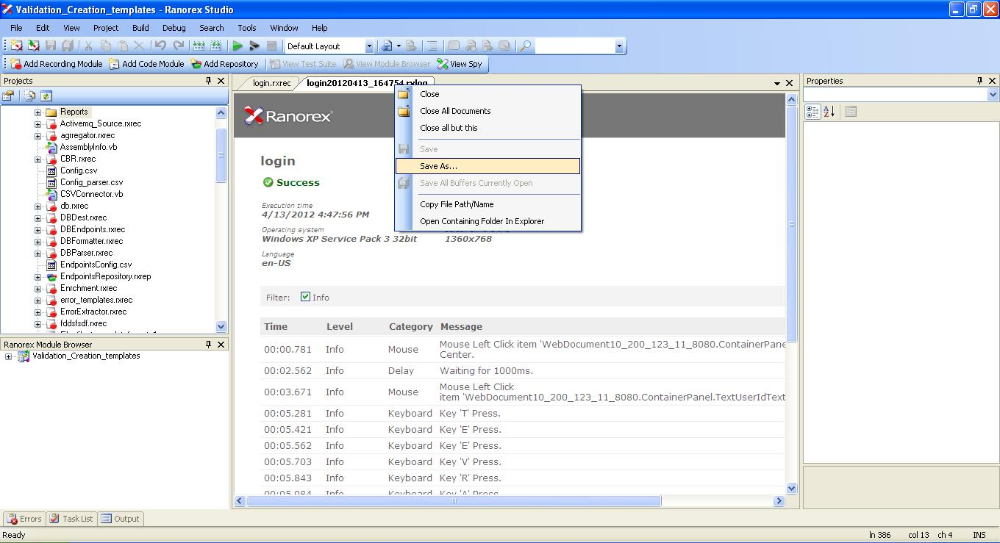 Validation_Creation_templates - Ranorex Studio
File Edit View Project Build Debug Search Tools Window Help
Default Layout
Add Recording Module Add Code Module Add Repository View Test Suite View Module Browser View Spy
Projects
Reports
Activemq_Source.rxrec
agrregator.rxrec
AssemblyInfo.vb
CBR.rxrec
Config.csv
Config_parser.csv
CSVConnector.vb
db.rxrec
DBDest.rxrec
DBEndpoints.rxrec
DBFormatter.rxrec
DBParser.rxrec
EndpointsConfig.csv
EndpointsRepository.rxrep
Enrchment.rxrec
error_templates.rxrec
ErrorExtractor.rxrec
fddsfsdf.rxrec
Ranorex Module Browser
Validation_Creation_templates
login.rxrec login20120413_164754.rxlog
Ranorex
login
Success
Execution time
4/13/2012 4:47:56 PM
Operating system
Windows XP Service Pack 3 32bit 1360x768
Language
en-US
Close
Close All Documents
Close all but this
Save
Save As...
Save All Buffers Currently Open
Copy File Path/Name
Open Containing Folder In Explorer
Filter: Info
Time Level Category Message
00:00.781 Info Mouse Mouse Left Click item 'WebDocument10_200_123_11_8080.ContainerPane
Center.
00:02.562 Info Delay Waiting for 1000ms.
00:03.671 Info Mouse Mouse Left Click
item 'WebDocument10_200_123_11_8080.ContainerPanel.TextUserIdText
00:05.281 Info Keyboard Key 'T' Press.
00:05.421 Info Keyboard Key 'E' Press.
00:05.562 Info Keyboard Key 'E' Press.
00:05.703 Info Keyboard Key 'V' Press.
00:05.843 Info Keyboard Key 'R' Press.
00:05.984 Info Keyboard Key 'A' Press.
Properties
Errors Task List Output
Ready ln 386 col 13 ch 4 INS